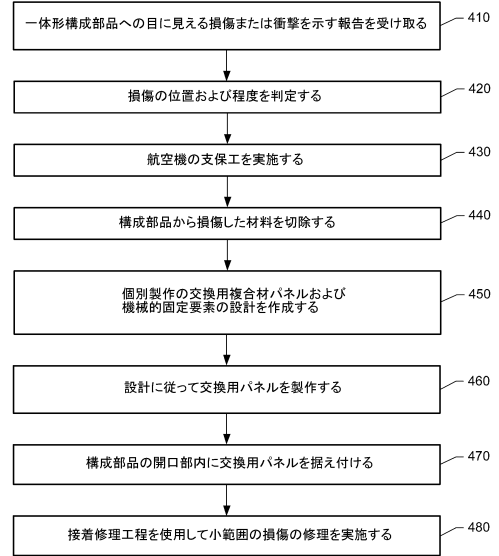 一体形構成部品への目に見える損傷または衝撃を示す報告を受け取る
410
損傷の位置および程度を判定する
420
航空機の支保工を実施する
430
構成部品から損傷した材料を切除する
440
個別製作の交換用複合材パネルおよび
機械的固定要素の設計を作成する
450
設計に従って交換用パネルを製作する
460
構成部品の開口部内に交換用パネルを据え付ける
470
接着修理工程を使用して小範囲の損傷の修理を実施する
480